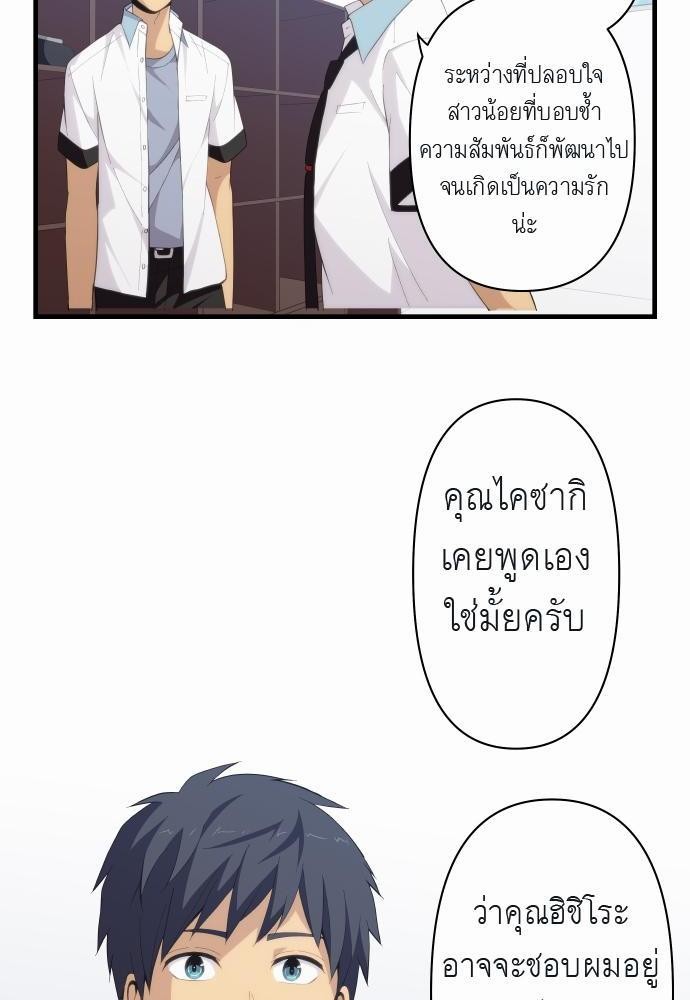 ระหว่างที่ปลอบใจ
สาวน้อยที่บอบช้ำ
ความสัมพันธ์ก็พัฒนาไป
จนเกิดเป็นความรัก
น่ะ
คุณไคซากิ
เคยพูดเอง
ใช่มั้ยครับ
ว่าคุณฮิชิโระ
อาจจะชอบผมอยู่